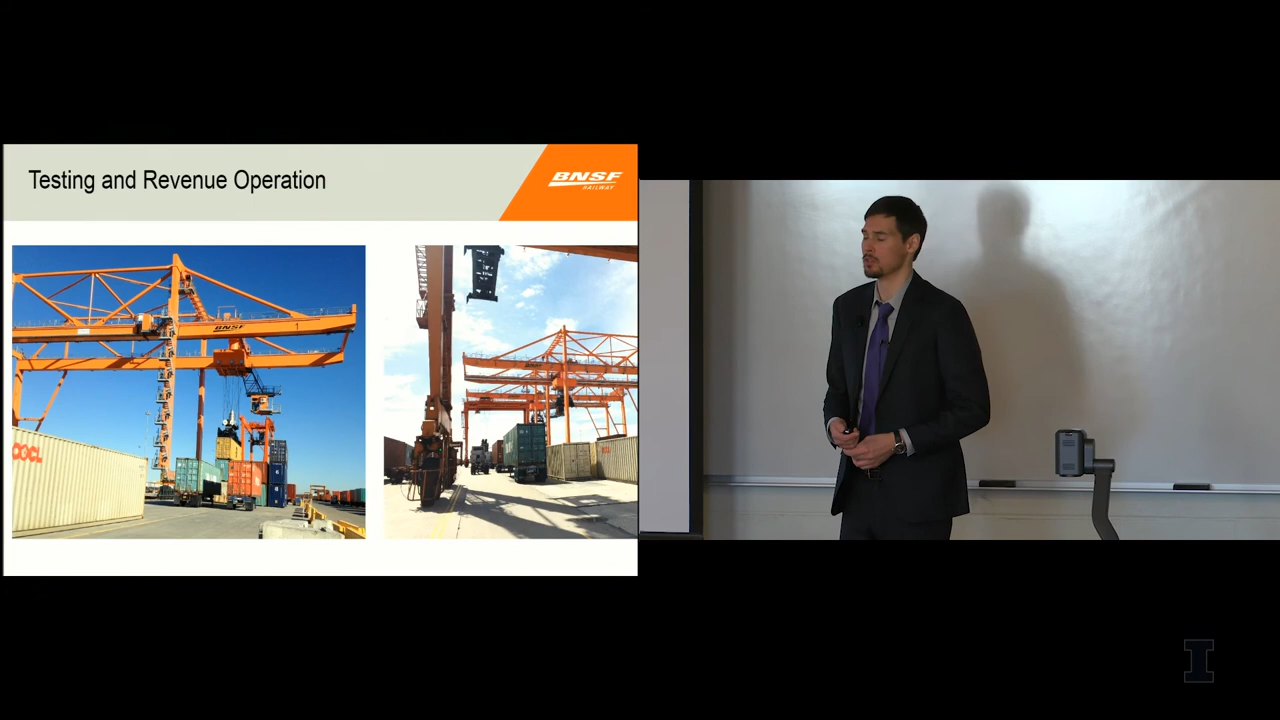 Testing and Revenue Operation
BNSF
RAILWAY
BNSF
OOCL
I